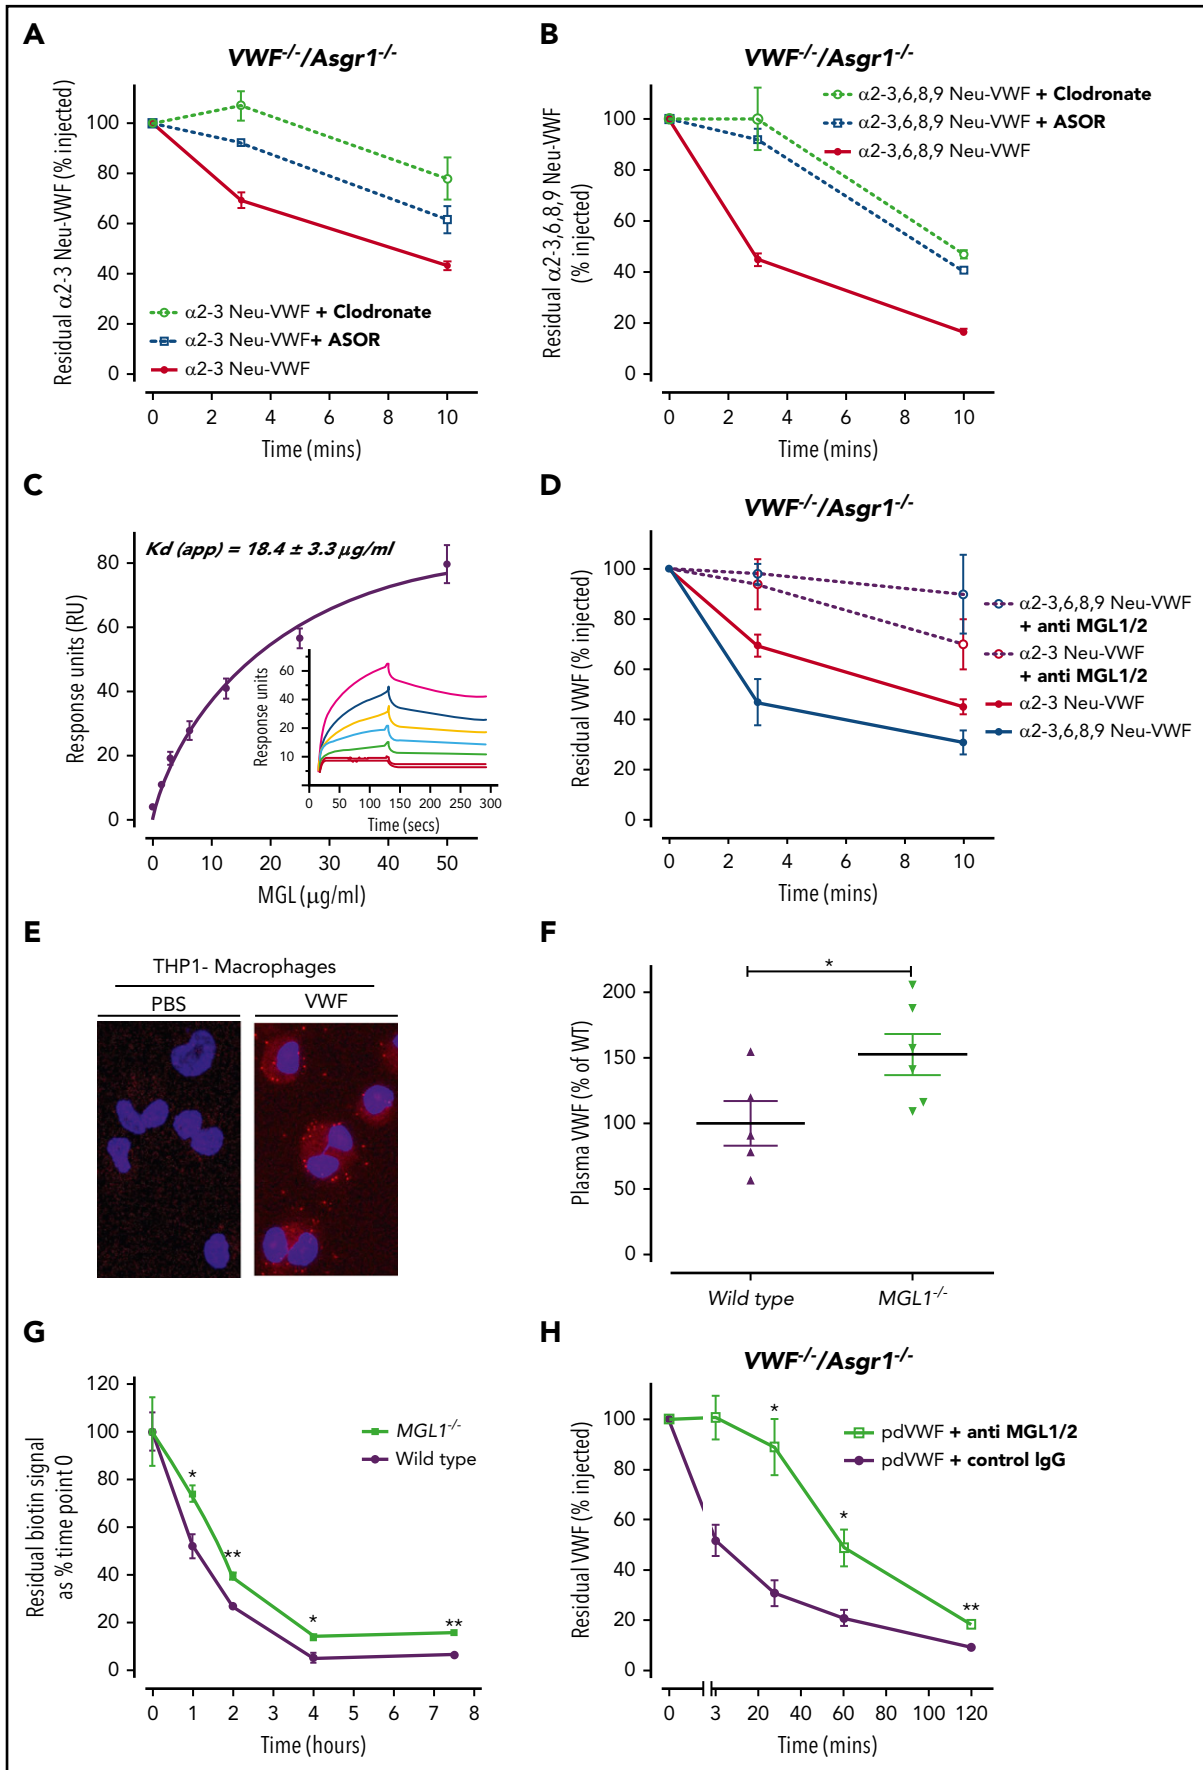 A
VWF-/-/Asgr1-/-
Residual α2-3 Neu-VWF (% injected)
100
80
60
40
20
0
α2-3 Neu-VWF + Clodronate
α2-3 Neu-VWF+ ASOR
α2-3 Neu-VWF
0 2 4 6 8 10
Time (mins)
B
VWF-/-/Asgr1-/-
Residual α2-3,6,8,9 Neu-VWF
(% injected)
100
80
60
40
20
0
α2-3,6,8,9 Neu-VWF + Clodronate
α2-3,6,8,9 Neu-VWF + ASOR
α2-3,6,8,9 Neu-VWF
0 2 4 6 8 10
Time (mins)
C
Kd (app) = 18.4 ± 3.3 µg/ml
Response units (RU)
80
60
40
20
0
Response units
60
40
20
10
0 50 100 150 200 250 300
Time (secs)
0 10 20 30 40 50
MGL (µg/ml)
D
VWF-/-/Asgr1-/-
Residual VWF (% injected)
100
80
60
40
20
0
α2-3,6,8,9 Neu-VWF
+ anti MGL1/2
α2-3 Neu-VWF
+ anti MGL1/2
α2-3 Neu-VWF
α2-3,6,8,9 Neu-VWF
0 2 4 6 8 10
Time (mins)
E
THP1- Macrophages
PBS VWF
F
Plasma VWF (% of WT)
200
150
100
50
0
*
Wild type MGL1-/-
G
Residual biotin signal
as % time point 0
120
100
80
60
40
20
0
MGL1-/-
Wild type
*
**
*
**
0 1 2 3 4 5 6 7 8
Time (hours)
H
VWF-/-/Asgr1-/-
Residual VWF (% injected)
100
80
60
40
20
0
pdVWF + anti MGL1/2
pdVWF + control IgG
*
*
**
0 3 20 40 60 80 100 120
Time (mins)